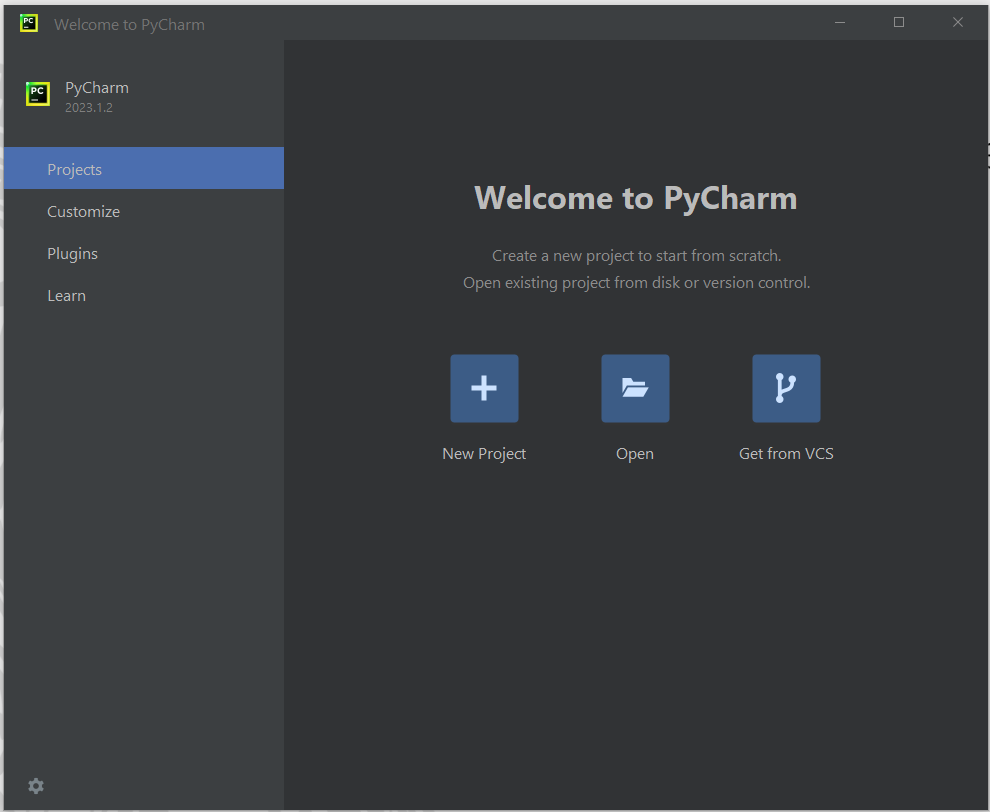 PC Welcome to PyCharm
PC PyCharm
2023.1.2
Projects
Customize
Plugins
Learn
Welcome to PyCharm
Create a new project to start from scratch.
Open existing project from disk or version control.
New Project
Open
Get from VCS